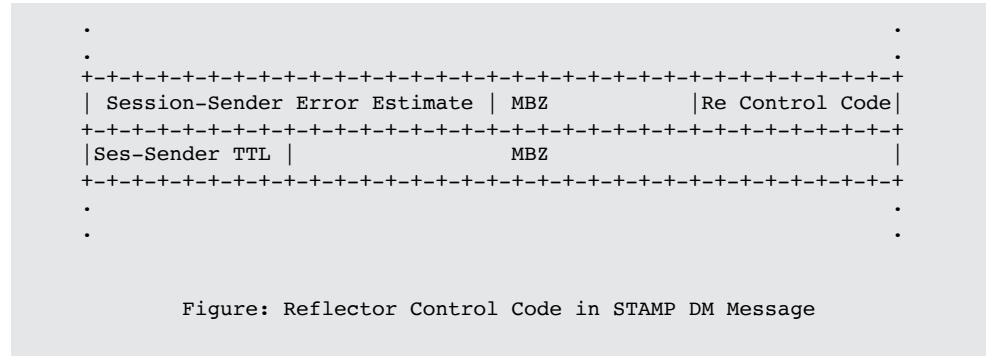 .                                                               .
.                                                               .
+-+-+-+-+-+-+-+-+-+-+-+-+-+-+-+-+-+-+-+-+-+-+-+-+-+-+-+-+-+-+-+-+
| Session-Sender Error Estimate | MBZ           |Re Control Code|
+-+-+-+-+-+-+-+-+-+-+-+-+-+-+-+-+-+-+-+-+-+-+-+-+-+-+-+-+-+-+-+-+
|Ses-Sender TTL |                 MBZ                           |
+-+-+-+-+-+-+-+-+-+-+-+-+-+-+-+-+-+-+-+-+-+-+-+-+-+-+-+-+-+-+-+-+
.                                                               .
.                                                               .
Figure: Reflector Control Code in STAMP DM Message